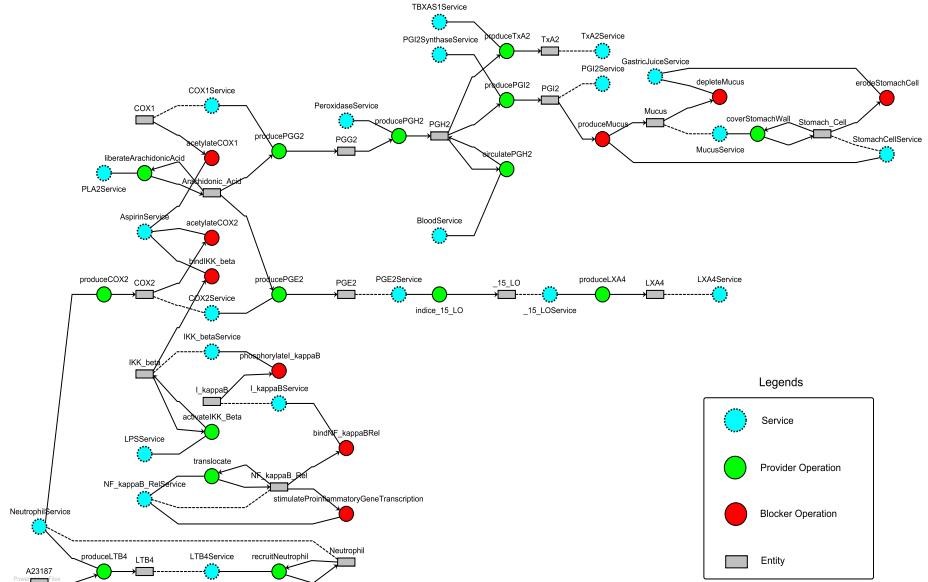 TBXAS1Service
produceTxA2
TxA2
TxA2Service
PGI2SynthaseService
PGI2Service
GastricJuiceService
depleteMucus
erodeStomachCell
COX1Service
COX1
PeroxidaseService
producePGI2
PGI2
producePGH2
PGH2
Mucus
produceMucus
coverStomachWall
Stomach_Cell
MucusService
StomachCellService
producePGG2
PGG2
acetylateCOX1
liberateArachidonicAcid
circulatePGH2
PLA2Service
Arachidonic_Acid
AspirinService
acetylateCOX2
BloodService
bindIKK_beta
produceCOX2
COX2
producePGE2
PGE2
PGE2Service
_15_LO
produceLXA4
LXA4
LXA4Service
COX2Service
indice_15_LO
_15_LOService
IKK_betaService
IKK_beta
phosphorylateI_kappaB
I_kappaB
I_kappaBService
activateIKK_Beta
LPSService
bindNF_kappaBRel
translocate
NF_kappaB_Rel
NF_kappaB_RelService
stimulateProinflammatoryGeneTranscription
NeutrophilService
produceLTB4
LTB4
LTB4Service
recruitNeutrophil
Neutrophil
A23187
Legends
Service
Provider Operation
Blocker Operation
Entity